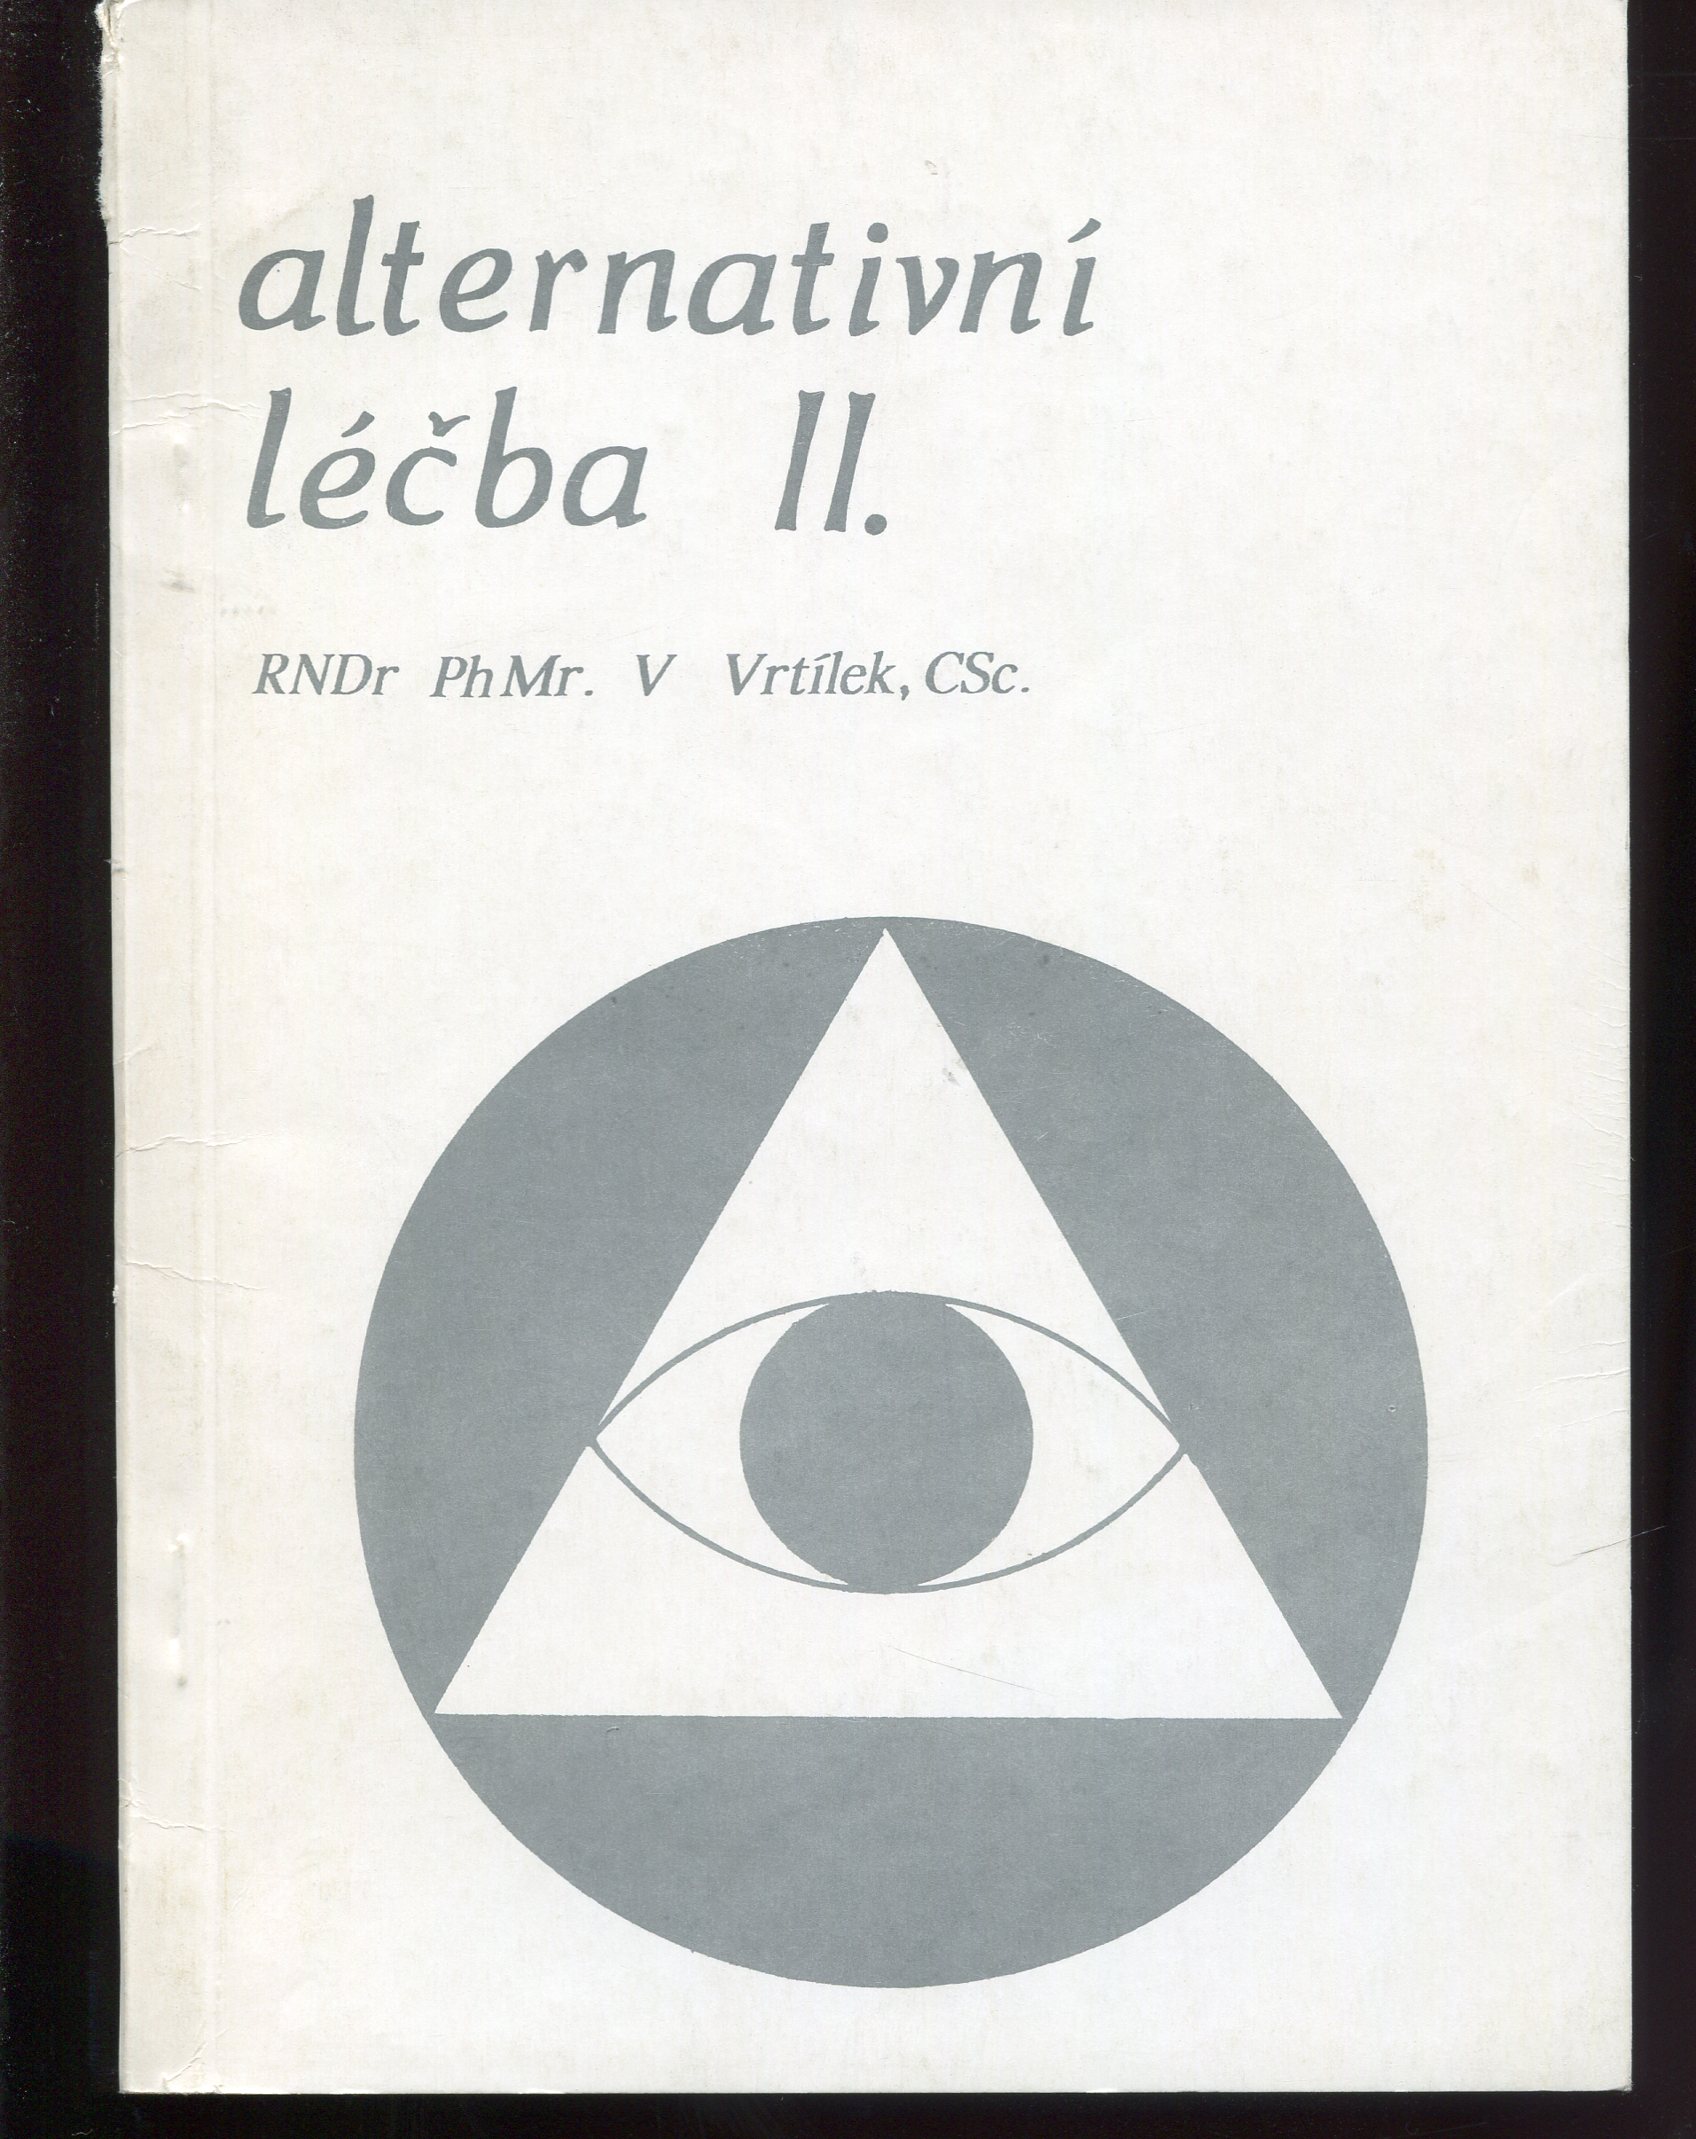 alternativní
léčba II.
RNDr PhMr. V Vrtílek, CSc.